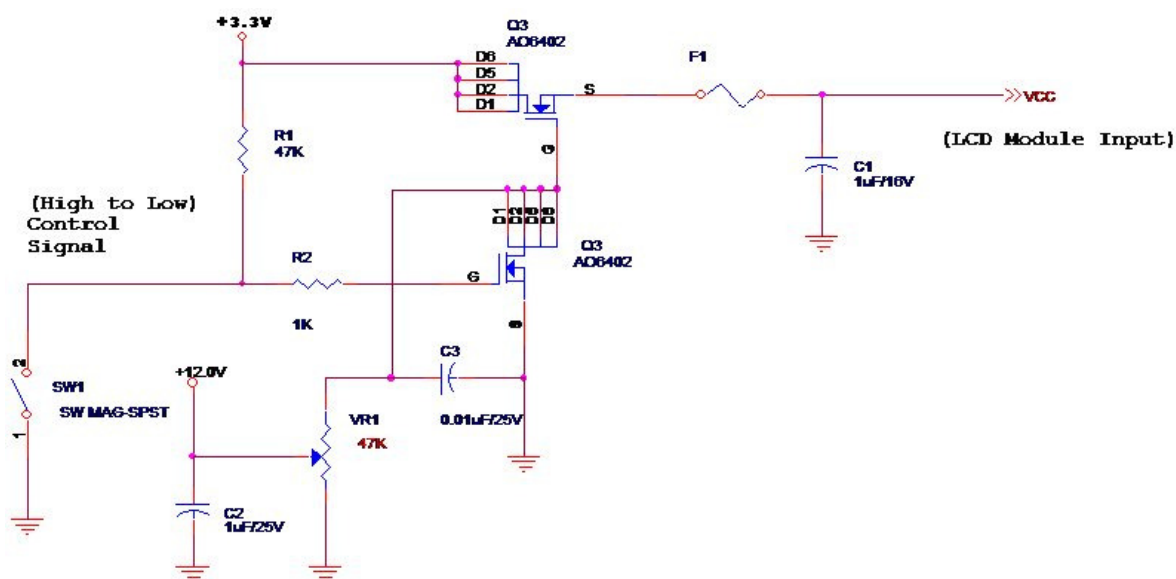 +3.3V
Q3
AO6402
D6
D5
D2
D1
S
G
F1
VCC
(LCD Module Input)
C1
1uF/16V
R1
47K
(High to Low)
Control
Signal
R2
1K
G
D1
D2
Q3
AO6402
2
SW1
SW MAG-SPST
1
+12.0V
C2
1uF/25V
VR1
47K
C3
0.01uF/25V